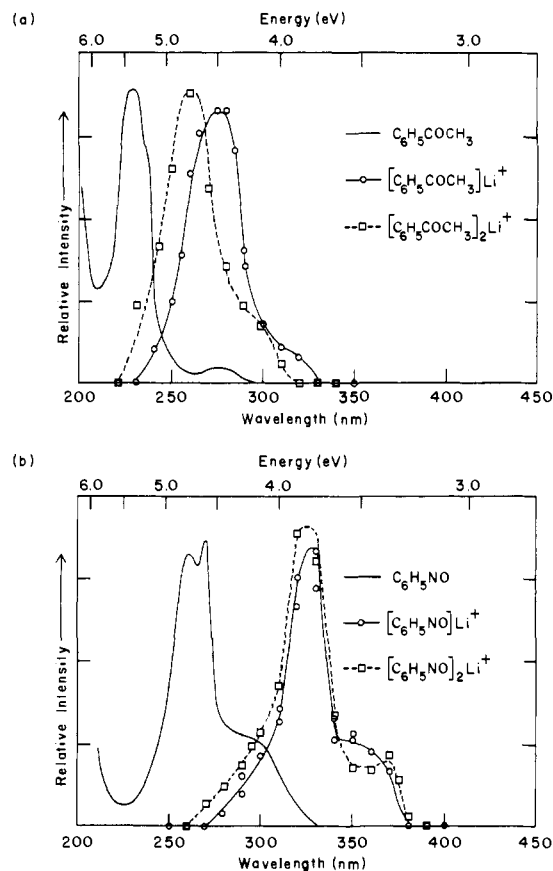 (a)
Energy (eV)
6.0 5.0 4.0 3.0
Relative Intensity
C₆H₅COCH₃
[C₆H₅COCH₃]Li⁺
[C₆H₅COCH₃]₂Li⁺
200 250 300 350 400 450
Wavelength (nm)
(b)
Energy (eV)
6.0 5.0 4.0 3.0
Relative Intensity
C₆H₅NO
[C₆H₅NO]Li⁺
[C₆H₅NO]₂Li⁺
200 250 300 350 400 450
Wavelength (nm)